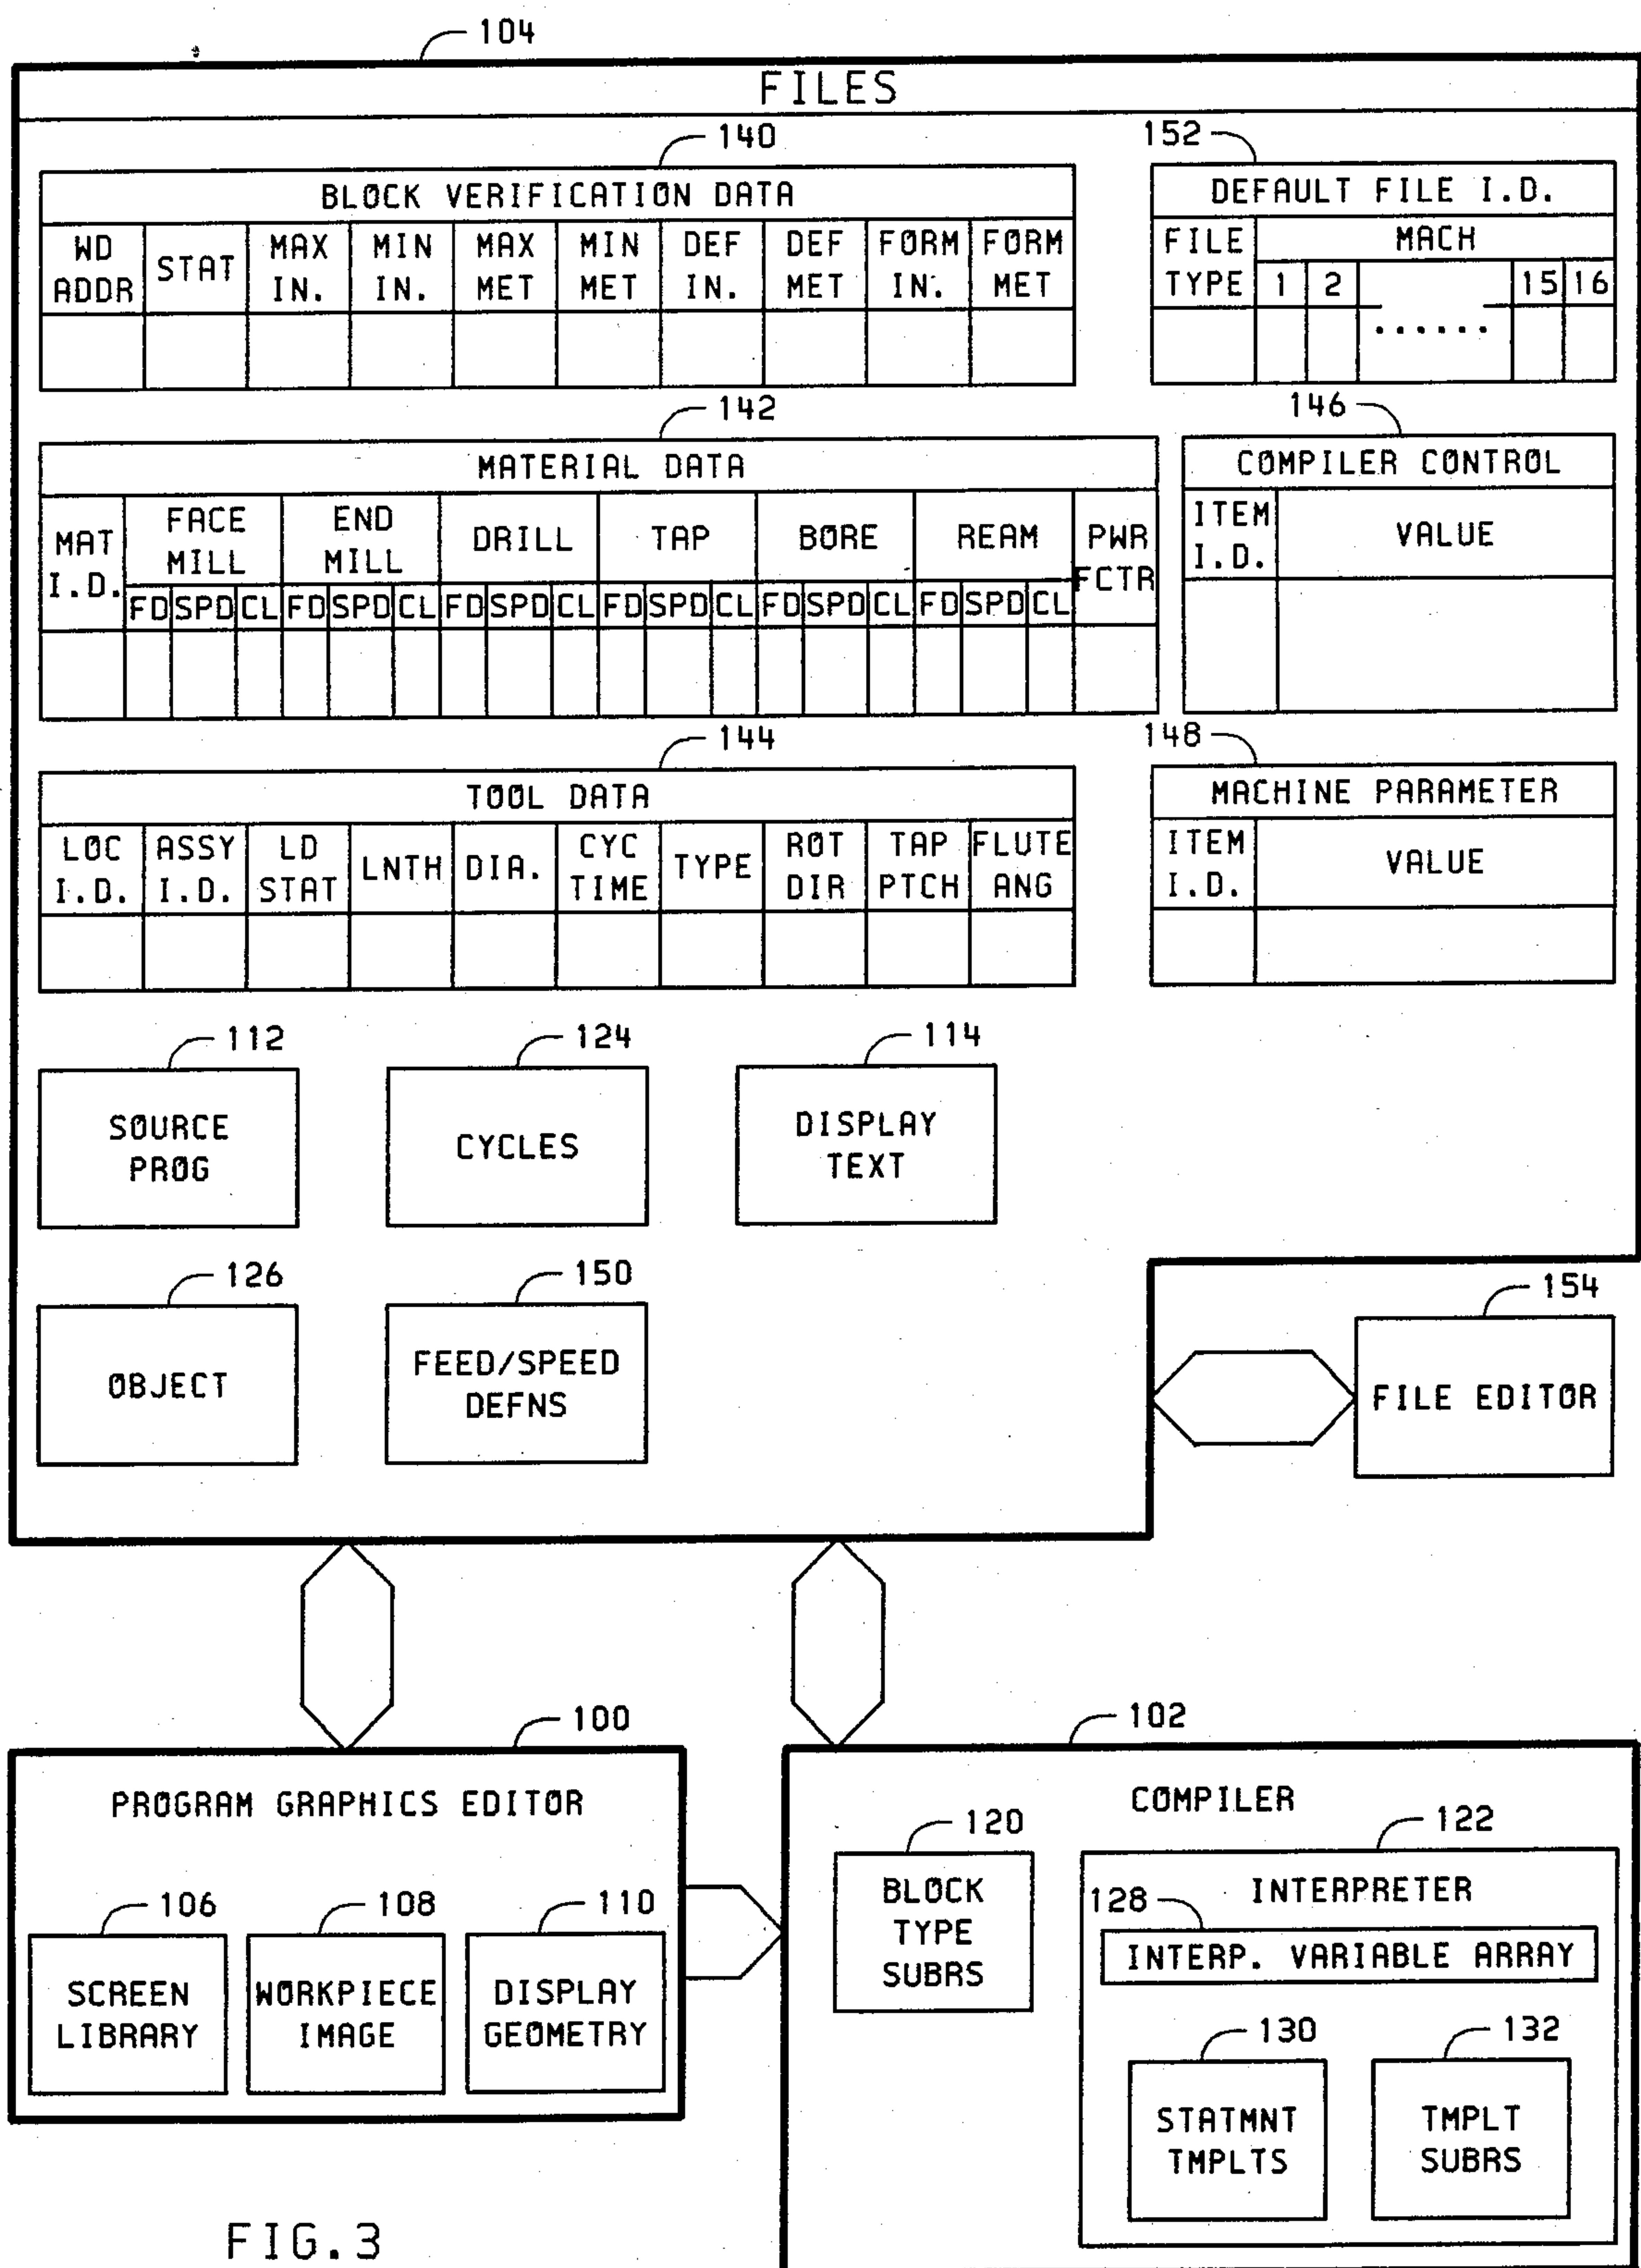 104
FILES
140
152
BLOCK VERIFICATION DATA
WD ADDR STAT MAX IN. MIN IN. MAX MET MIN MET DEF IN. DEF MET FORM IN. FORM MET
DEFAULT FILE I.D.
FILE TYPE MACH
1 2 ...... 15 16
142
146
MATERIAL DATA
MAT I.D. FACE MILL END MILL DRILL TAP BORE REAM PWR FCTR
FD SPD CL FD SPD CL FD SPD CL FD SPD CL FD SPD CL FD SPD CL
COMPILER CONTROL
ITEM I.D. VALUE
144
148
TOOL DATA
LOC I.D. ASSY I.D. LD STAT LNTH DIA. CYC TIME TYPE ROT DIR TAP PTCH FLUTE ANG
MACHINE PARAMETER
ITEM I.D. VALUE
112
SOURCE
PROG
124
CYCLES
114
DISPLAY
TEXT
126
OBJECT
150
FEED/SPEED
DEFNS
154
FILE EDITOR
100
PROGRAM GRAPHICS EDITOR
106
SCREEN
LIBRARY
108
WORKPIECE
IMAGE
110
DISPLAY
GEOMETRY
102
COMPILER
120
BLOCK
TYPE
SUBRS
122
INTERPRETER
128
INTERP. VARIABLE ARRAY
130
STATMNT
TMPLTS
132
TMPLT
SUBRS
FIG.3